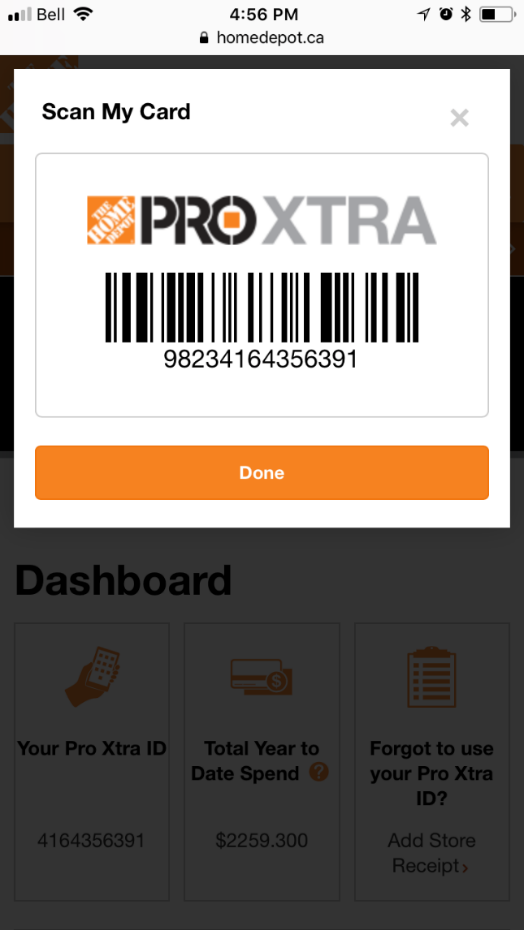 Bell
4:56 PM
homedepot.ca
Scan My Card
×
THE HOME DEPOT PRO XTRA
98234164356391
Done
Dashboard
Your Pro Xtra ID
4164356391
Total Year to
Date Spend ?
$2259.300
Forgot to use
your Pro Xtra
ID?
Add Store
Receipt ›